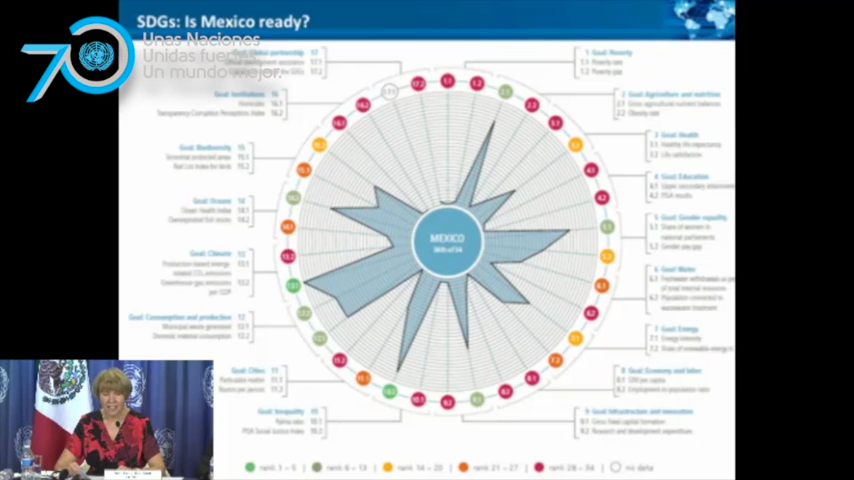 SDGs: Is Mexico ready?
70
Unas Naciones
Unidas fuertes.
Un mundo mejor.
Goal: Global partnership 17
Official development assistance 17.1
17.2
Goal: Institutions 16
Homicides 16.1
Transparency Corruption Perceptions Index 16.2
Goal: Biodiversity 15
Terrestrial protected areas 15.1
Red List Index for birds 15.2
Goal: Oceans 14
Ocean Health Index 14.1
Overexploited fish stocks 14.2
Goal: Climate 13
Production-based energy- 13.1
related CO2 emissions
Greenhouse gas emissions 13.2
per GDP
Goal: Consumption and production 12
Municipal waste generated 12.1
Domestic material consumption 12.2
Goal: Cities 11
Particulate matter 11.1
Rooms per person 11.2
Goal: Inequality 10
Palma ratio 10.1
PISA Social Justice Index 10.2
1 Goal: Poverty
1.1 Poverty rate
1.2 Poverty gap
2 Goal: Agriculture and nutrition
2.1 Gross agricultural nutrient balances
2.2 Obesity rate
3 Goal: Health
3.1 Healthy life expectancy
3.2 Life satisfaction
4 Goal: Education
4.1 Upper secondary attainment
4.2 PISA results
5 Goal: Gender equality
5.1 Share of women in
national parliaments
5.2 Gender pay gap
6 Goal: Water
6.1 Freshwater withdrawals as
of total internal resources
6.2 Population connected to
wastewater treatment
7 Goal: Energy
7.1 Energy intensity
7.2 Share of renewable energy
8 Goal: Economy and labor
8.1 GNI per capita
8.2 Employment-to-population ratio
9 Goal: Infrastructure and innovation
9.1 Gross fixed capital formation
9.2 Research and development expenditure
MEXICO
34th of 34
rank 1 – 5 rank 6 – 13 rank 14 – 20 rank 21 – 27 rank 28 – 34 no data